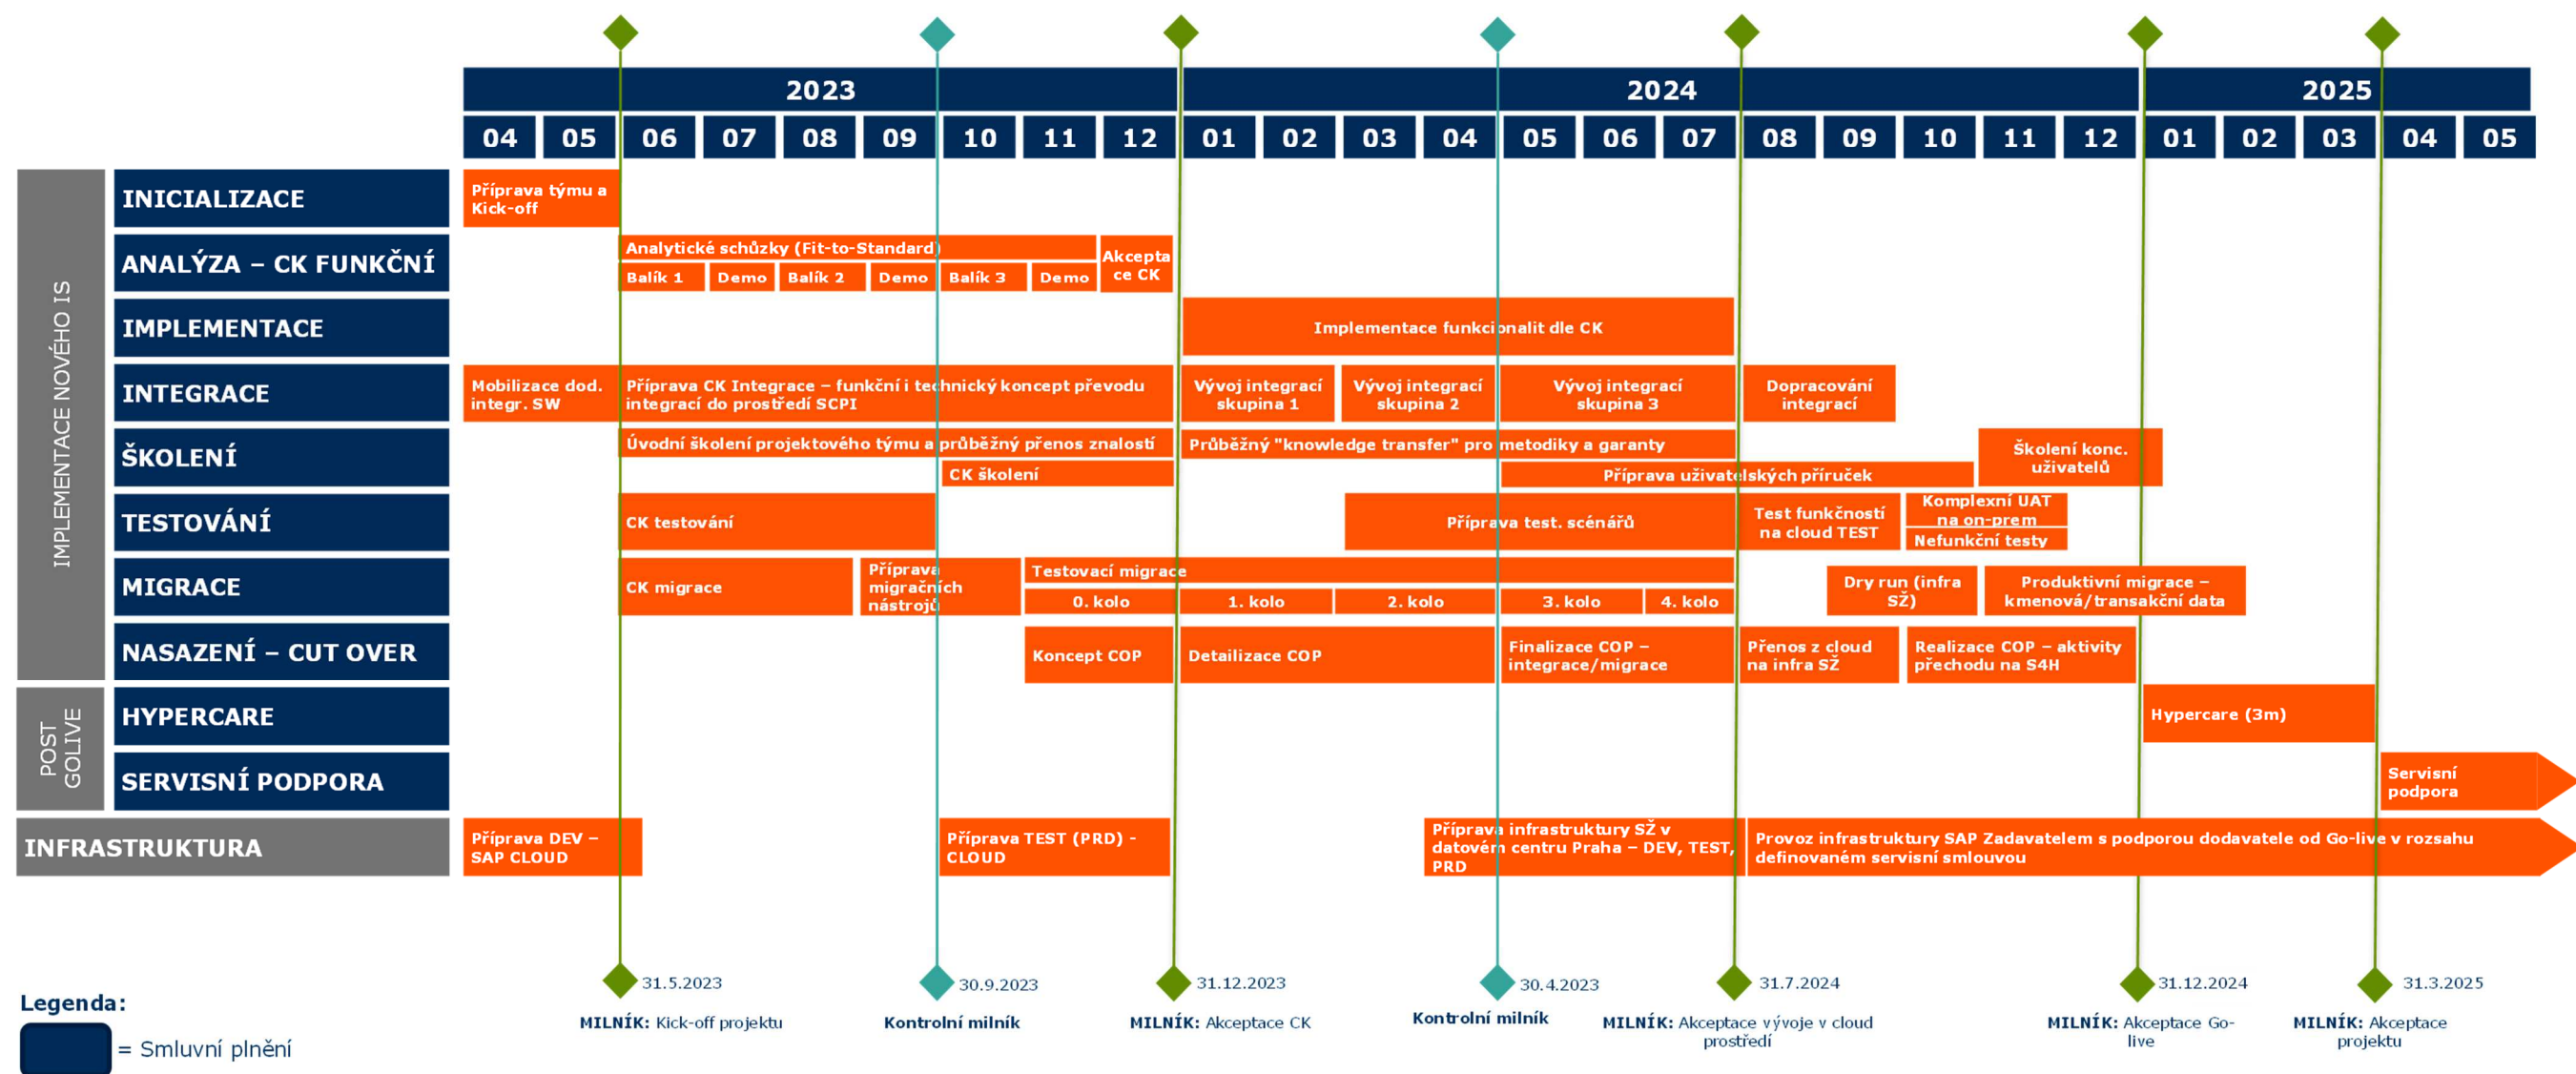 2023
2024
2025
04 05 06 07 08 09 10 11 12 01 02 03 04 05 06 07 08 09 10 11 12 01 02 03 04 05
IMPLEMENTACE NOVÉHO IS
INICIALIZACE
Příprava týmu a
Kick-off
ANALÝZA – CK FUNKČNÍ
Analytické schůzky (Fit-to-Standard)
Balík 1
Demo
Balík 2
Demo
Balík 3
Demo
Akcepta
ce CK
IMPLEMENTACE
Implementace funkcionalit dle CK
INTEGRACE
Mobilizace dod.
integr. SW
Příprava CK Integrace – funkční i technický koncept převodu
integrací do prostředí SCPI
Vývoj integrací
skupina 1
Vývoj integrací
skupina 2
Vývoj integrací
skupina 3
Dopracování
integrací
ŠKOLENÍ
Úvodní školení projektového týmu a průběžný přenos znalostí
CK školení
Průběžný "knowledge transfer" pro metodiky a garanty
Příprava uživatelských příruček
Školení konc.
uživatelů
TESTOVÁNÍ
CK testování
Příprava test. scénářů
Test funkčností
na cloud TEST
Komplexní UAT
na on-prem
Nefunkční testy
MIGRACE
CK migrace
Příprava
migračních
nástrojů
Testovací migrace
0. kolo
1. kolo
2. kolo
3. kolo
4. kolo
Dry run (infra
SŽ)
Produktivní migrace –
kmenová/transakční data
NASAZENÍ – CUT OVER
Koncept COP
Detailizace COP
Finalizace COP –
integrace/migrace
Přenos z cloud
na infra SŽ
Realizace COP – aktivity
přechodu na S4H
POST
GOLIVE
HYPERCARE
Hypercare (3m)
SERVISNÍ PODPORA
Servisní
podpora
INFRASTRUKTURA
Příprava DEV –
SAP CLOUD
Příprava TEST (PRD) -
CLOUD
Příprava infrastruktury SŽ v
datovém centru Praha – DEV, TEST,
PRD
Provoz infrastruktury SAP Zadavatelem s podporou dodavatele od Go-live v rozsahu
definovaném servisní smlouvou
31.5.2023
MILNÍK: Kick-off projektu
30.9.2023
Kontrolní milník
31.12.2023
MILNÍK: Akceptace CK
30.4.2023
Kontrolní milník
31.7.2024
MILNÍK: Akceptace vývoje v cloud
prostředí
31.12.2024
MILNÍK: Akceptace Go-
live
31.3.2025
MILNÍK: Akceptace
projektu
Legenda:
= Smluvní plnění